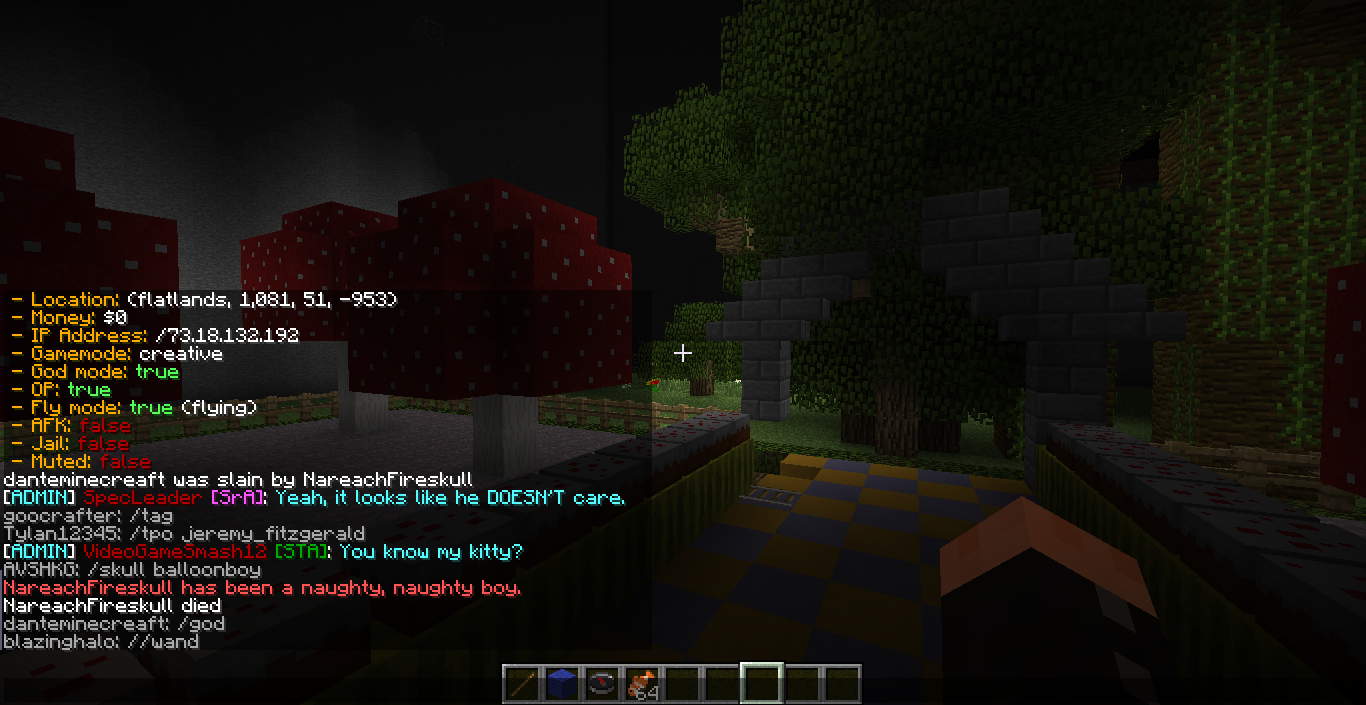 - Location: (flatlands, 1,081, 51, -953)
- Money: $0
- IP Address: /73.18.132.192
- Gamemode: creative
- God mode: true
- OP: true
- Fly mode: true (flying)
- AFK: false
- Jail: false
- Muted: false
danteminecreaft was slain by NareachFireskull
[ADMIN] SpecLeader [SrA]: Yeah, it looks like he DOESN'T care.
goocrafter: /tag
Tylan12345: /tpo jeremy_fitzgerald
[ADMIN] VideoGameSmash12 [STA]: You know my kitty?
AVSHKG: /skull balloonboy
NareachFireskull has been a naughty, naughty boy.
NareachFireskull died
danteminecreaft: /god
blazinghalo: //wand
64